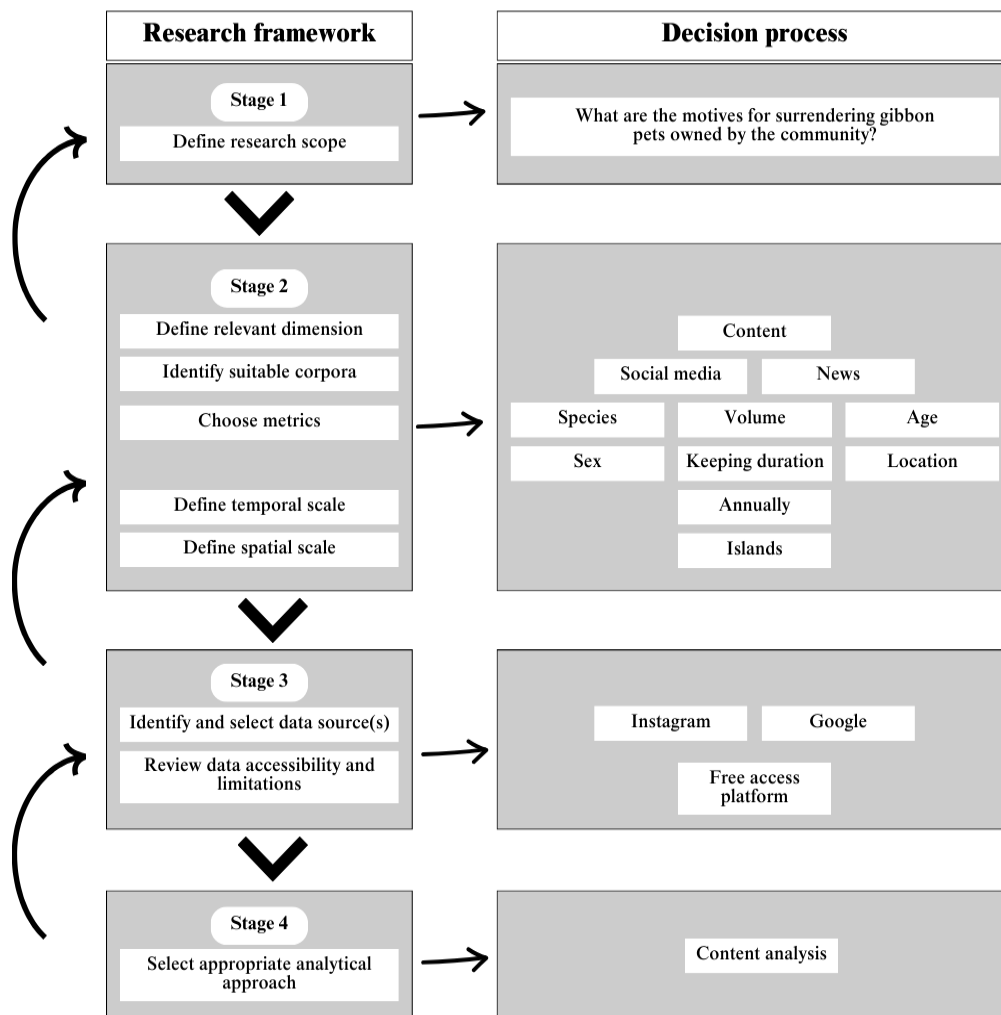 Research framework
Decision process
Stage 1
Define research scope
What are the motives for surrendering gibbon
pets owned by the community?
Stage 2
Define relevant dimension
Identify suitable corpora
Choose metrics
Define temporal scale
Define spatial scale
Content
Social media
News
Species
Volume
Age
Sex
Keeping duration
Location
Annually
Islands
Stage 3
Identify and select data source(s)
Review data accessibility and
limitations
Instagram
Google
Free access
platform
Stage 4
Select appropriate analytical
approach
Content analysis